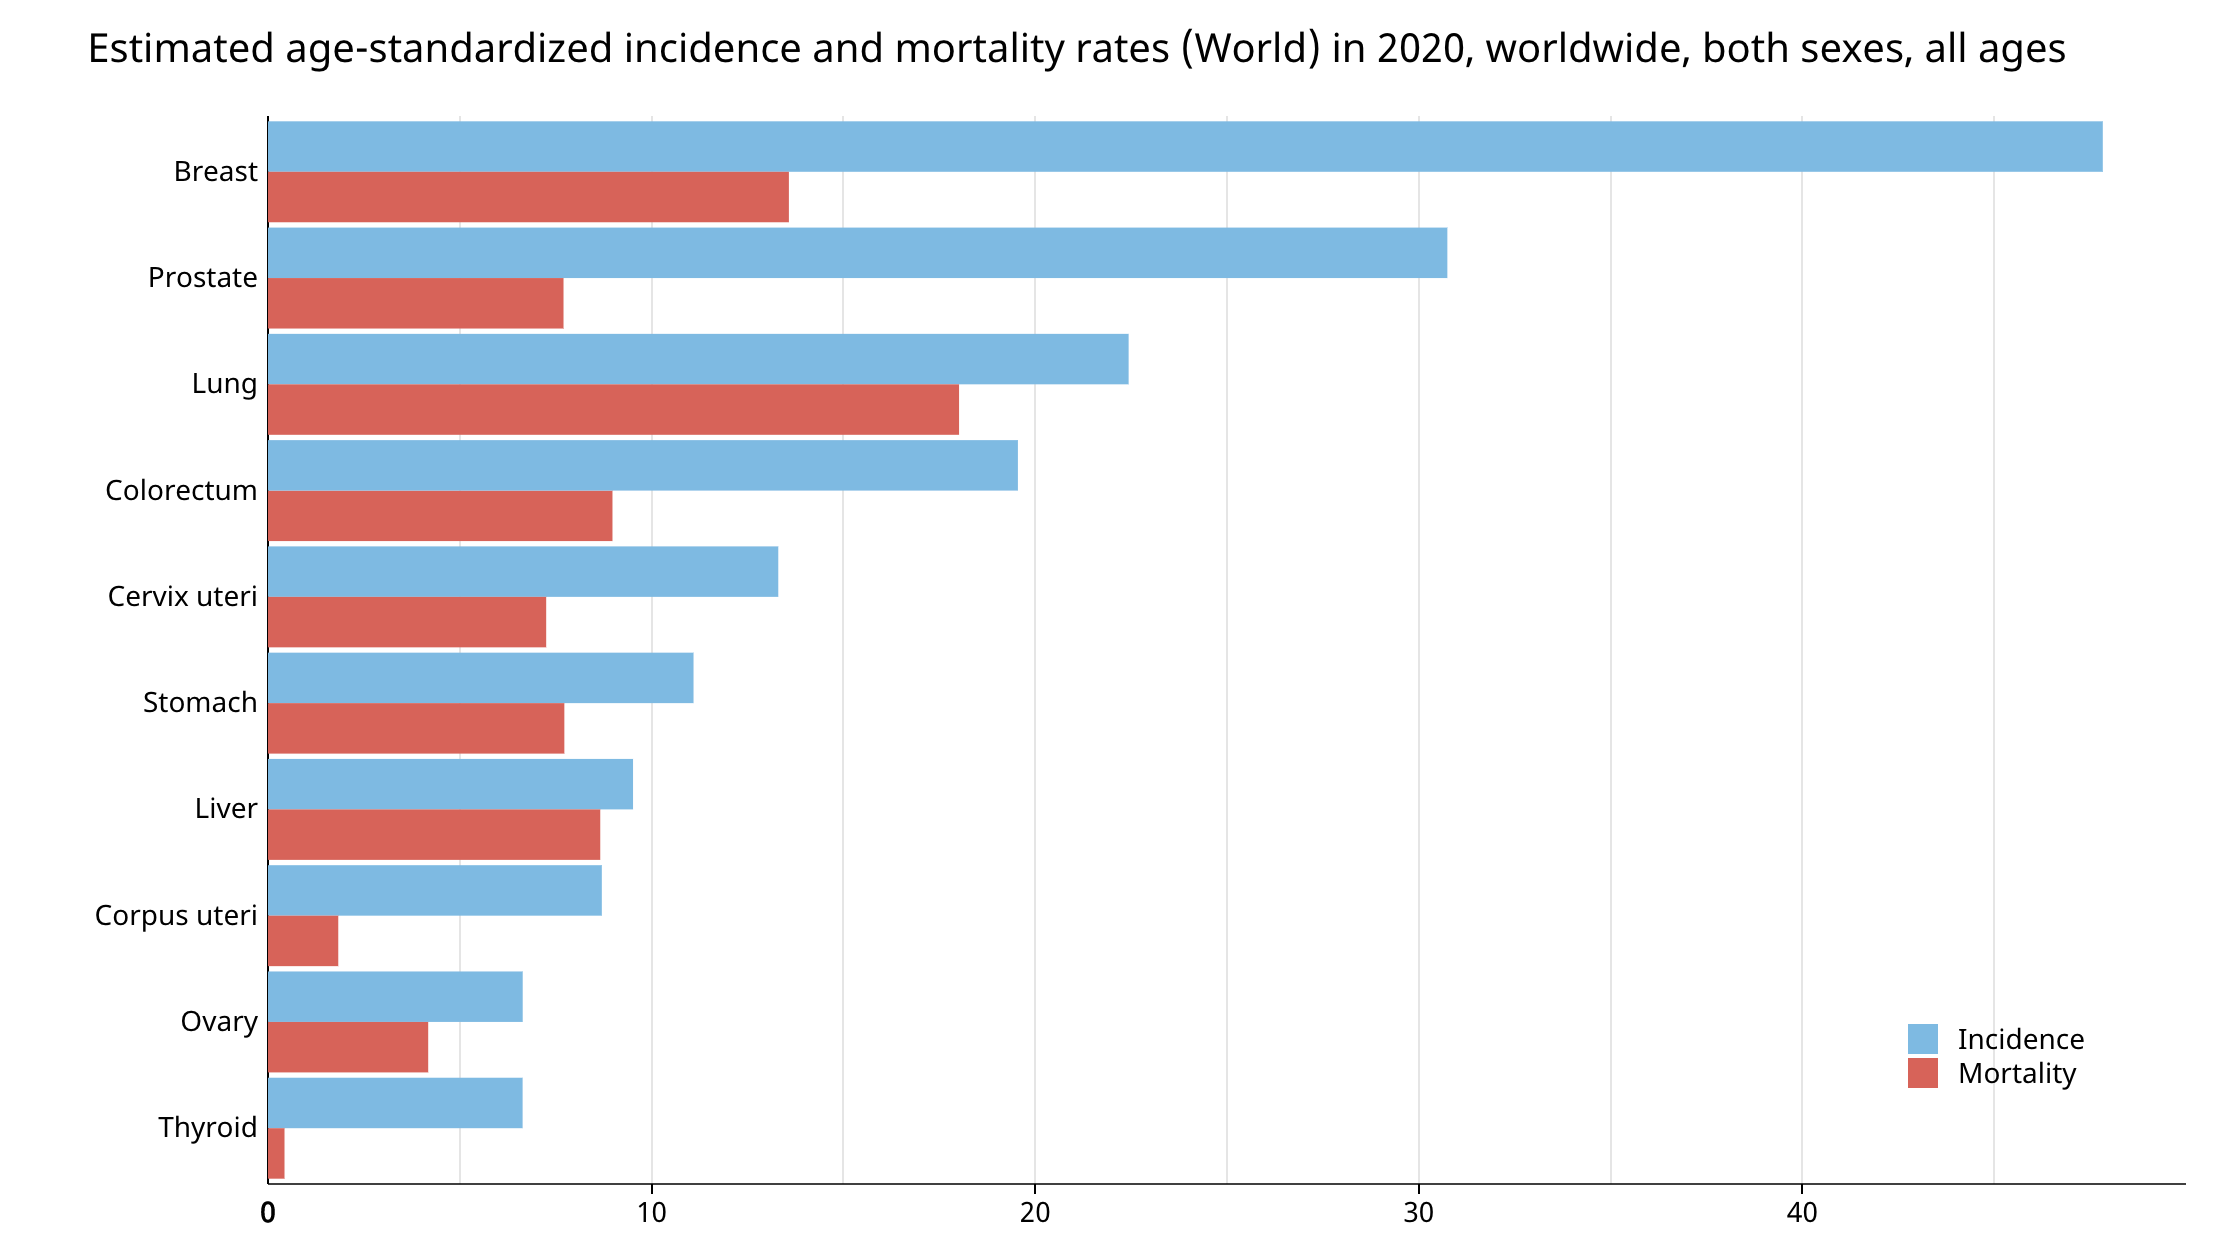 Estimated age-standardized incidence and mortality rates (World) in 2020, worldwide, both sexes, all ages
Breast
Prostate
Lung
Colorectum
Cervix uteri
Stomach
Liver
Corpus uteri
Ovary
Thyroid
Incidence
Mortality
0 10 20 30 40